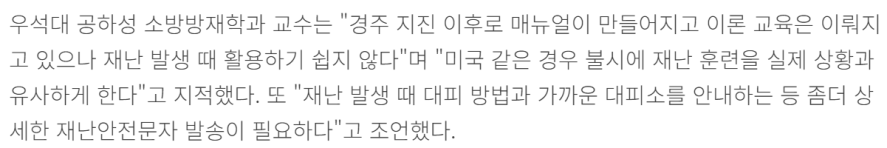 우석대 공하성 소방방재학과 교수는 "경주 지진 이후로 매뉴얼이 만들어지고 이론 교육은 이뤄지
고 있으나 재난 발생 때 활용하기 쉽지 않다"며 "미국 같은 경우 불시에 재난 훈련을 실제 상황과
유사하게 한다"고 지적했다. 또 "재난 발생 때 대피 방법과 가까운 대피소를 안내하는 등 좀더 상
세한 재난안전문자 발송이 필요하다"고 조언했다.